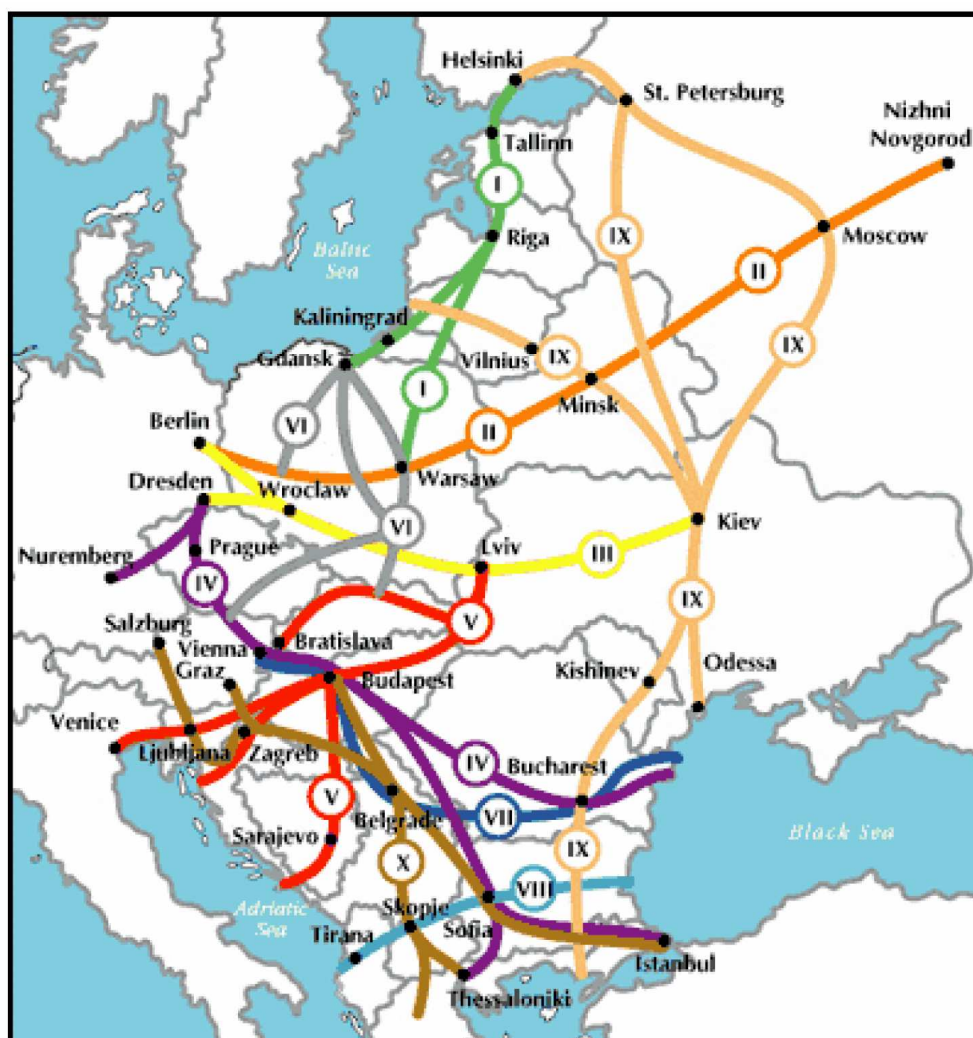 Helsinki
St. Petersburg
Nizhni
Novgorod
Tallinn
I
Riga
IX
Moscow
Baltic
Sea
II
Kaliningrad
Gdansk
Vilnius
IX
IX
Minsk
VI
I
II
Berlin
Warsaw
Dresden
Wroclaw
VI
Kiev
Prague
Lviv
III
Nuremberg
IV
IX
Salzburg
V
Vienna
Bratislava
Graz
Budapest
Kishinev
Odessa
Venice
Ljubljana
Zagreb
IV
Bucharest
V
VII
Belgrade
Black Sea
Sarajevo
IX
X
VIII
Adriatic
Sea
Skopje
Tirana
Sofia
Istanbul
Thessaloniki